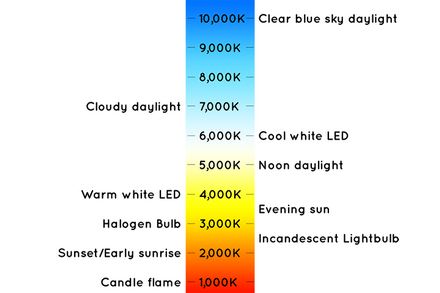 10,000K Clear blue sky daylight
9,000K
8,000K
Cloudy daylight 7,000K
6,000K Cool white LED
5,000K Noon daylight
Warm white LED 4,000K
Evening sun
Halogen Bulb 3,000K
Incandescent Lightbulb
Sunset/Early sunrise 2,000K
Candle flame 1,000K